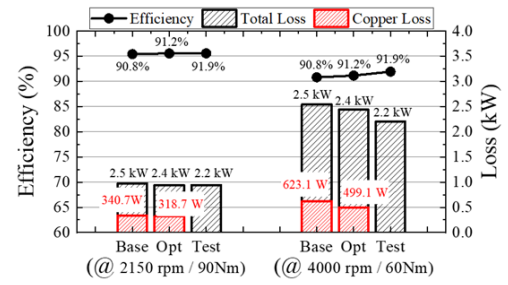 Efficiency Total Loss Copper Loss
Efficiency (%)
100
95
90
85
80
75
70
65
60
4.0
3.5
3.0
2.5
2.0
1.5
1.0
0.5
0.0
Loss (kW)
90.8% 91.2% 91.9%
2.5 kW 2.4 kW 2.2 kW
340.7W 318.7 W
90.8% 91.2% 91.9%
2.5 kW 2.4 kW 2.2 kW
623.1 W 499.1 W
Base Opt Test Base Opt Test
(@ 2150 rpm / 90Nm) (@ 4000 rpm / 60Nm)